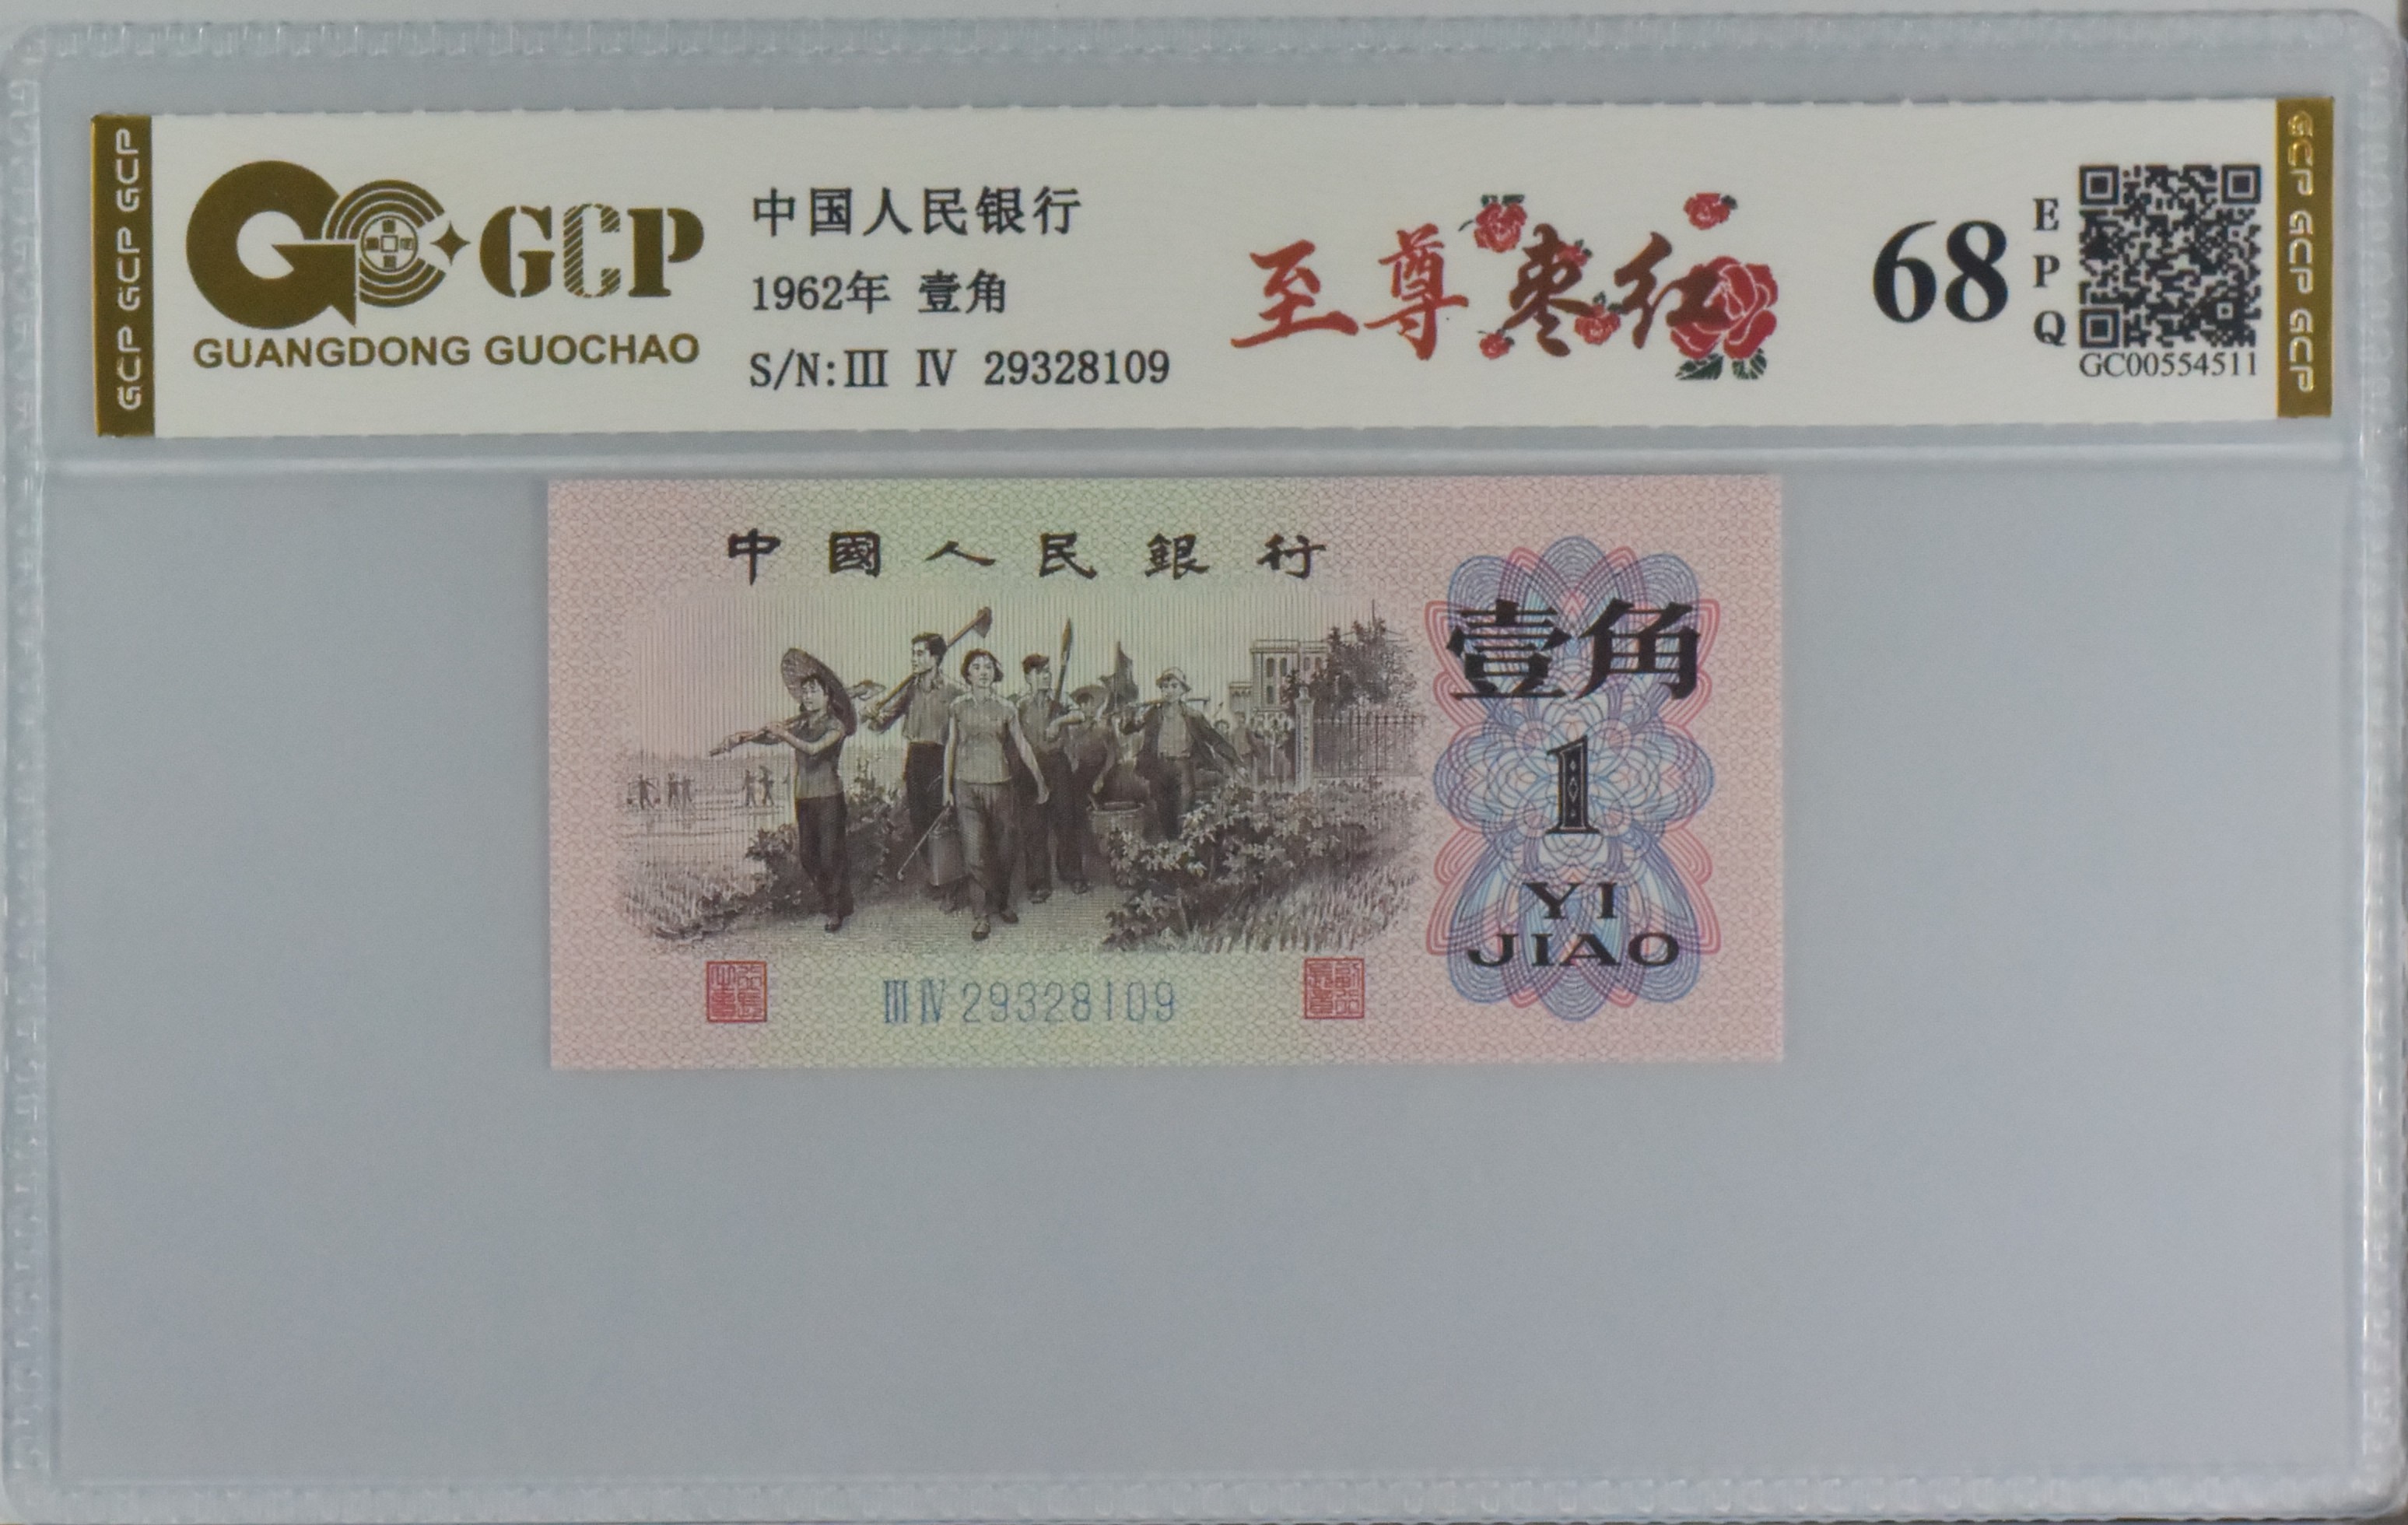 GCP GCP GCP
GCP
GUANGDONG GUOCHAO
中国人民银行
1962年 壹角
S/N:Ⅲ Ⅳ 29328109
至尊枣红
68
EPQ
GC00554511
GCP GCP GCP
中國人民銀行
壹角
1
YI
JIAO
ⅢⅣ 29328109